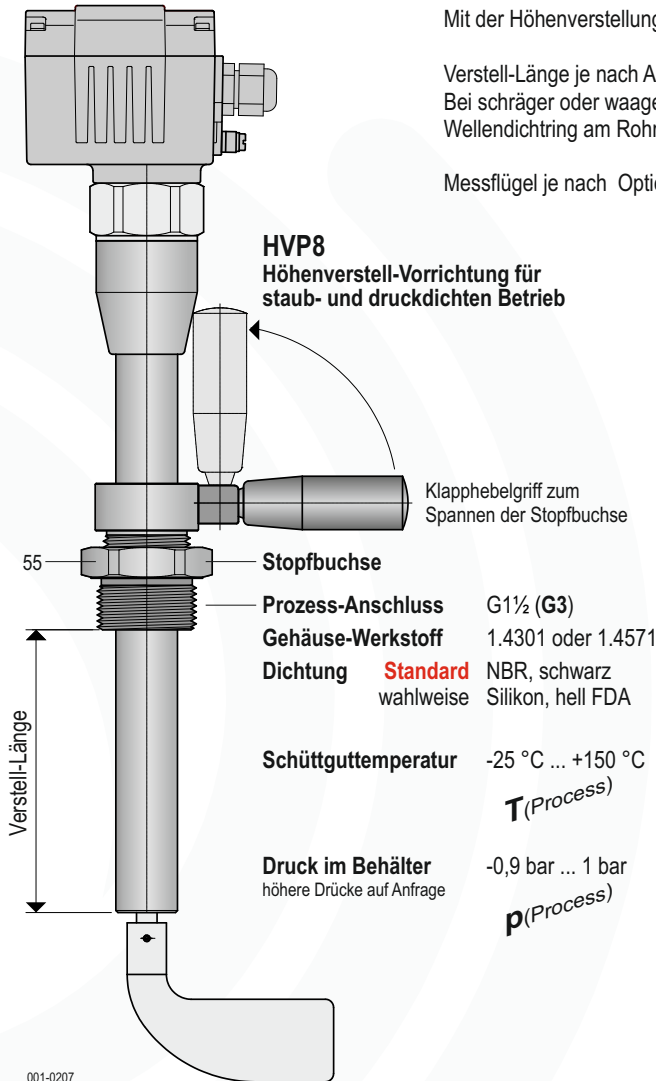 Mit der Höhenverstellung
Verstell-Länge je nach A
Bei schräger oder waage
Wellendichtring am Rohr
Messflügel je nach Optio
HVP8
Höhenverstell-Vorrichtung für
staub- und druckdichten Betrieb
Klapphebelgriff zum
Spannen der Stopfbuchse
55
Stopfbuchse
Prozess-Anschluss G1½ (G3)
Gehäuse-Werkstoff 1.4301 oder 1.4571
Dichtung Standard NBR, schwarz
wahlweise Silikon, hell FDA
Verstell-Länge
Schüttguttemperatur -25 °C ... +150 °C
T(Process)
Druck im Behälter -0,9 bar ... 1 bar
höhere Drücke auf Anfrage
p(Process)
001-0207